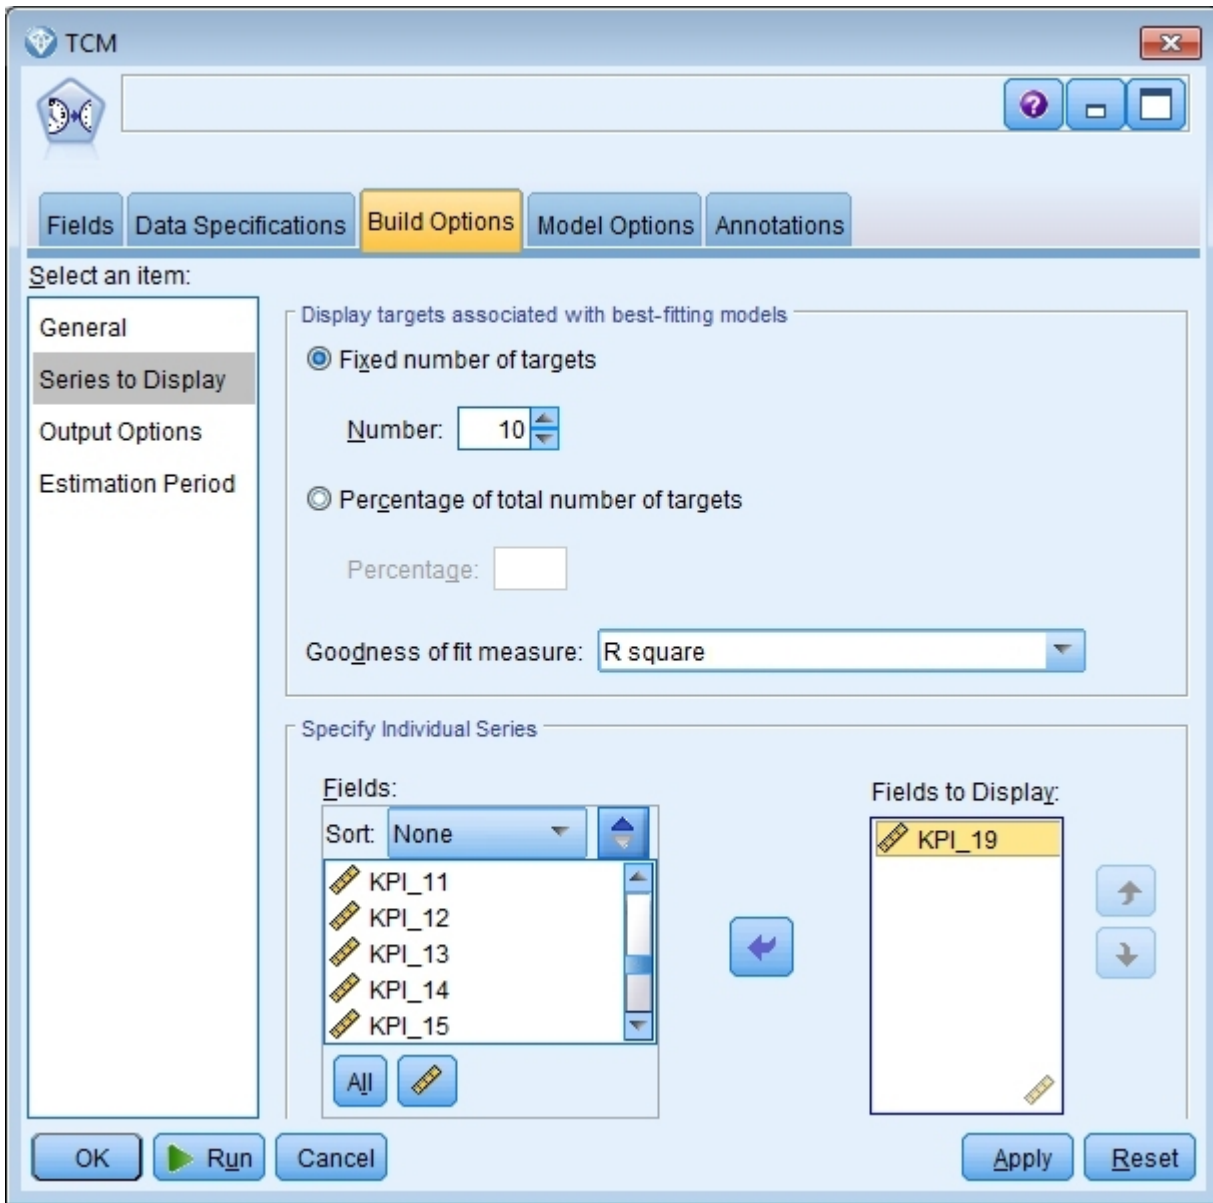 TCM
Fields Data Specifications Build Options Model Options Annotations
Select an item:
General
Series to Display
Output Options
Estimation Period
Display targets associated with best-fitting models
Fixed number of targets
Number: 10
Percentage of total number of targets
Percentage:
Goodness of fit measure: R square
Specify Individual Series
Fields:
Sort: None
KPI_11
KPI_12
KPI_13
KPI_14
KPI_15
All
Fields to Display:
KPI_19
OK Run Cancel Apply Reset